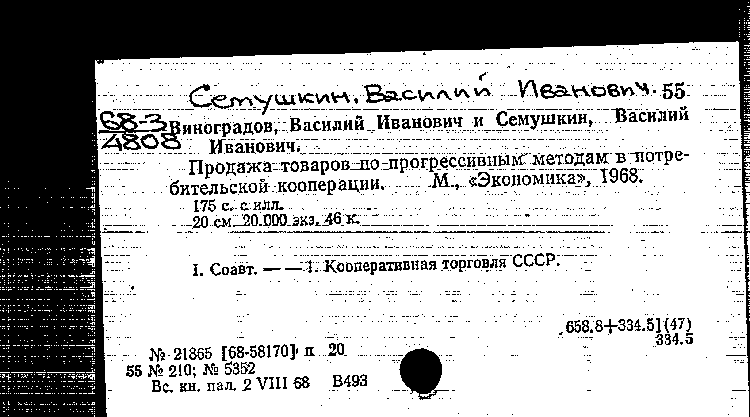 Семушкин, Василий Иванович. 55
68-3
4808
Виноградов, Василий Иванович и Семушкин, Василий
Иванович.
Продажа товаров по прогрессивным методам в потре-
бительской кооперации. М., «Экономика», 1968.
175 с. с илл.
20 см. 20.000 экз. 46 к.
I. Соавт. — — 1. Кооперативная торговля СССР.
658.8+334.5](47)
334.5
№ 21865 [68-58170] п 20
55 № 210; № 5352
Вс. кн. пал. 2 VIII 68 В493